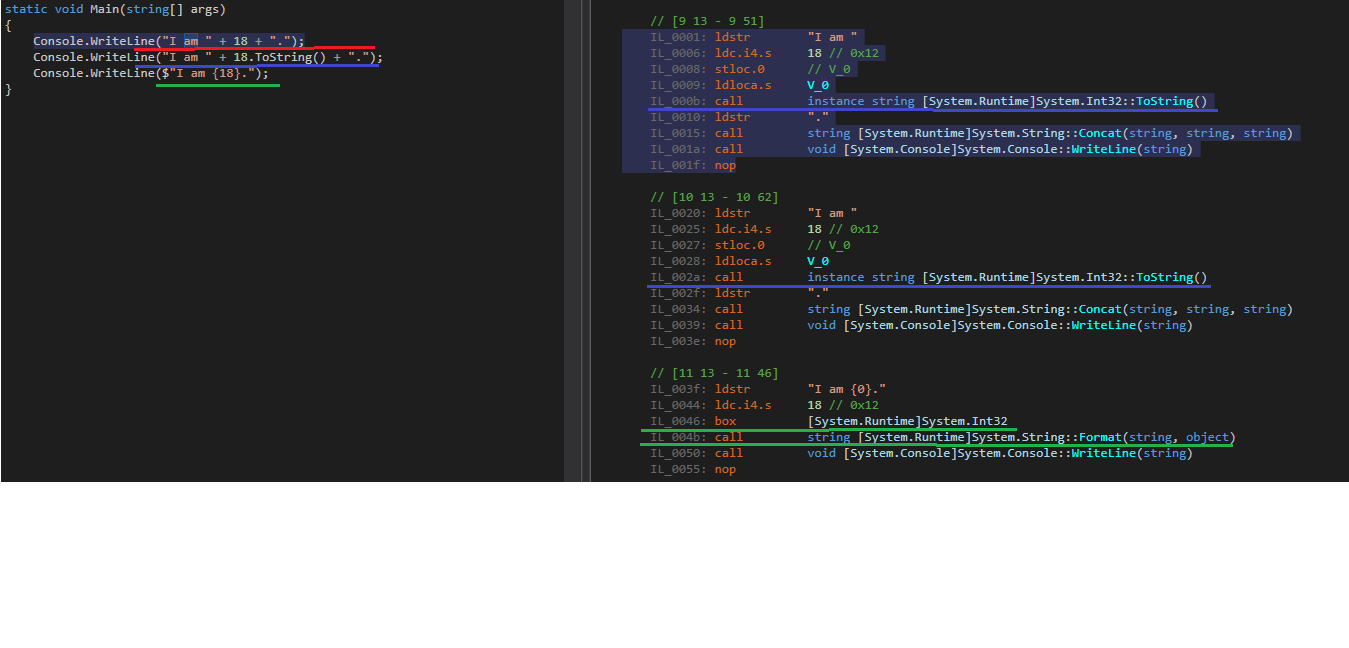 static void Main(string[] args)
{
    Console.WriteLine("I am " + 18 + ".");
    Console.WriteLine("I am " + 18.ToString() + ".");
    Console.WriteLine($"I am {18}.");
}
// [9 13 - 9 51]
IL_0001: ldstr "I am "
IL_0006: ldc.i4.s 18 // 0x12
IL_0008: stloc.0 // V_0
IL_0009: ldloca.s V_0
IL_000b: call instance string [System.Runtime]System.Int32::ToString()
IL_0010: ldstr "."
IL_0015: call string [System.Runtime]System.String::Concat(string, string, string)
IL_001a: call void [System.Console]System.Console::WriteLine(string)
IL_001f: nop
// [10 13 - 10 62]
IL_0020: ldstr "I am "
IL_0025: ldc.i4.s 18 // 0x12
IL_0027: stloc.0 // V_0
IL_0028: ldloca.s V_0
IL_002a: call instance string [System.Runtime]System.Int32::ToString()
IL_002f: ldstr "."
IL_0034: call string [System.Runtime]System.String::Concat(string, string, string)
IL_0039: call void [System.Console]System.Console::WriteLine(string)
IL_003e: nop
// [11 13 - 11 46]
IL_003f: ldstr "I am {0}."
IL_0044: ldc.i4.s 18 // 0x12
IL_0046: box [System.Runtime]System.Int32
IL_004b: call string [System.Runtime]System.String::Format(string, object)
IL_0050: call void [System.Console]System.Console::WriteLine(string)
IL_0055: nop